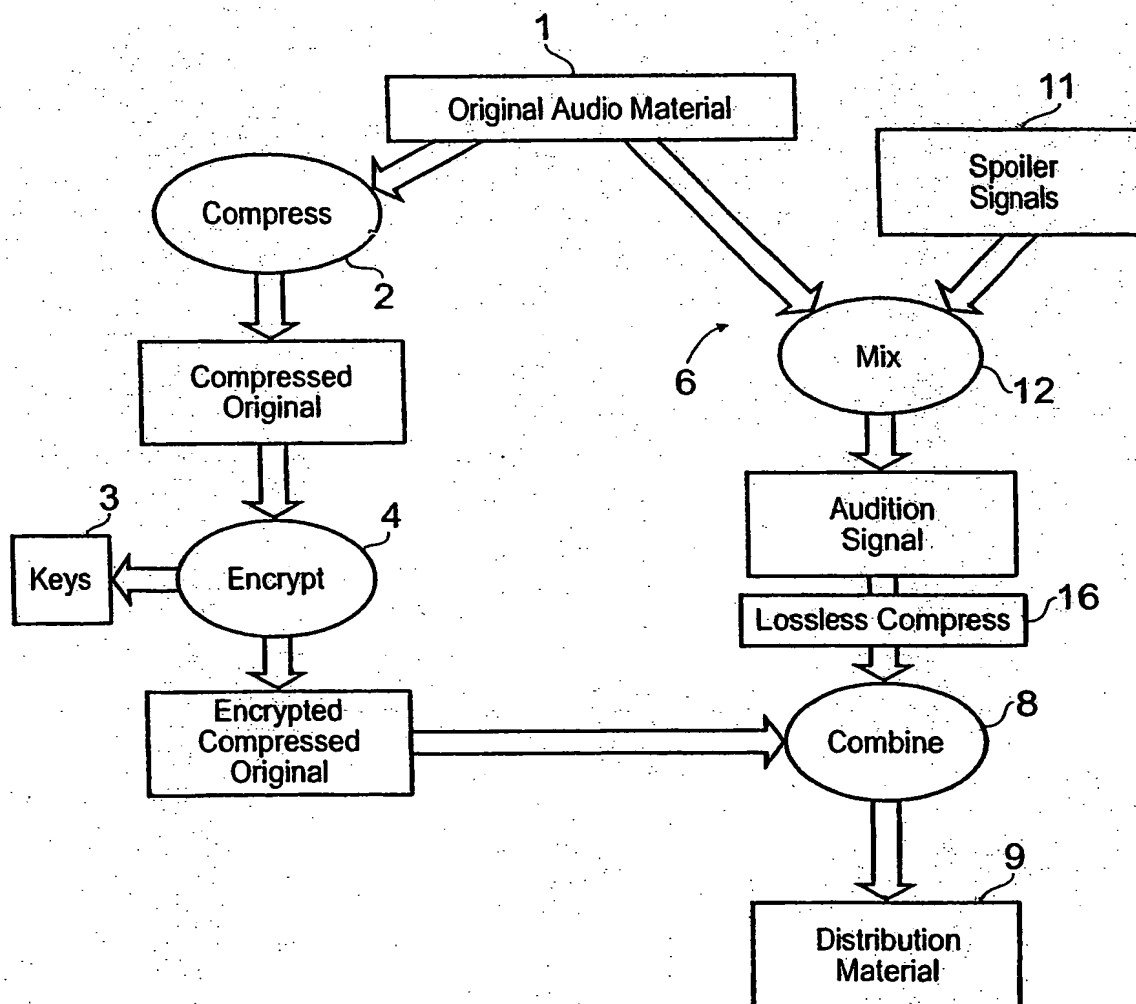 1
Original Audio Material
11
Spoiler
Signals
Compress
2
Compressed
Original
6
Mix
12
3
Keys
4
Encrypt
Audition
Signal
Lossless Compress
16
Encrypted
Compressed
Original
8
Combine
9
Distribution
Material